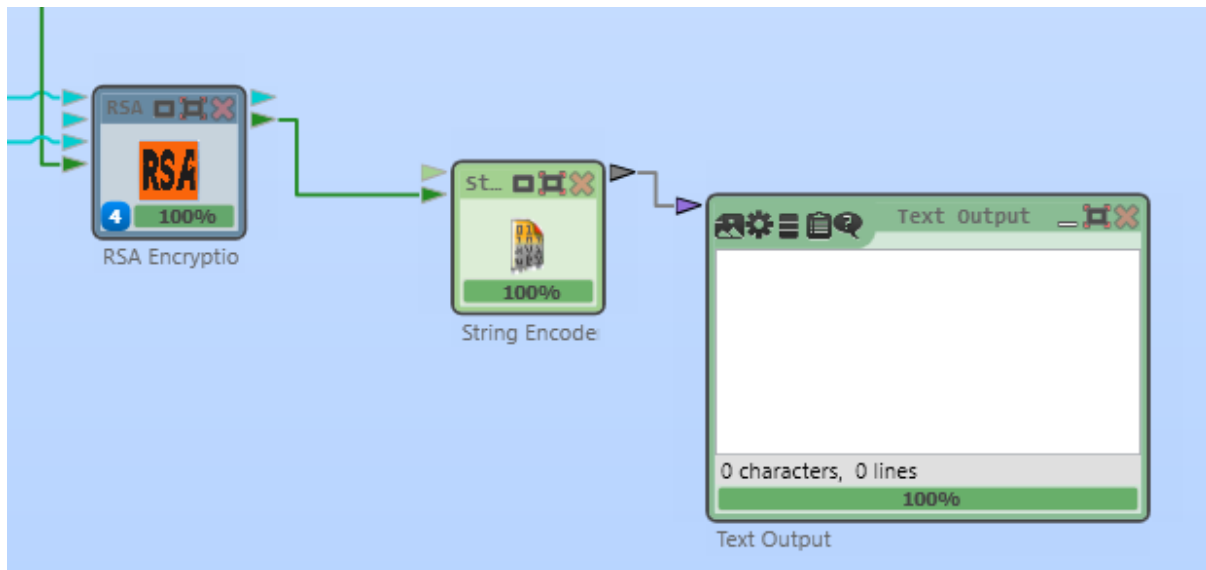 RSA
RSA
4
100%
RSA Encryptio
St...
100%
String Encode
Text Output
0 characters, 0 lines
100%
Text Output